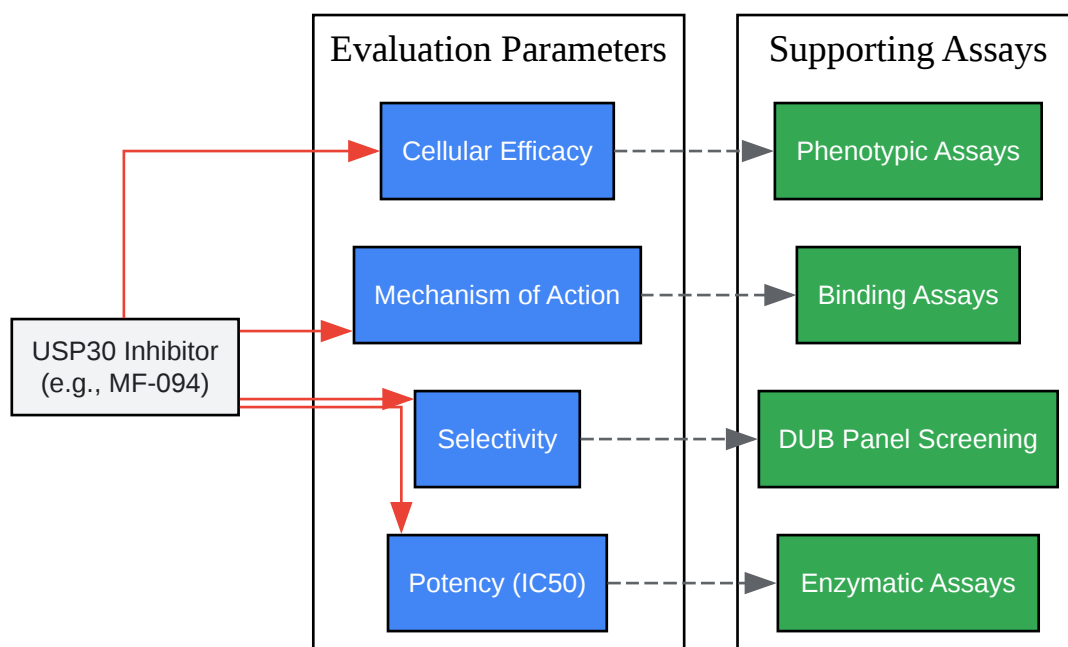 Evaluation Parameters
Supporting Assays
Cellular Efficacy
Phenotypic Assays
Mechanism of Action
Binding Assays
USP30 Inhibitor
(e.g., MF-094)
Selectivity
DUB Panel Screening
Potency (IC50)
Enzymatic Assays